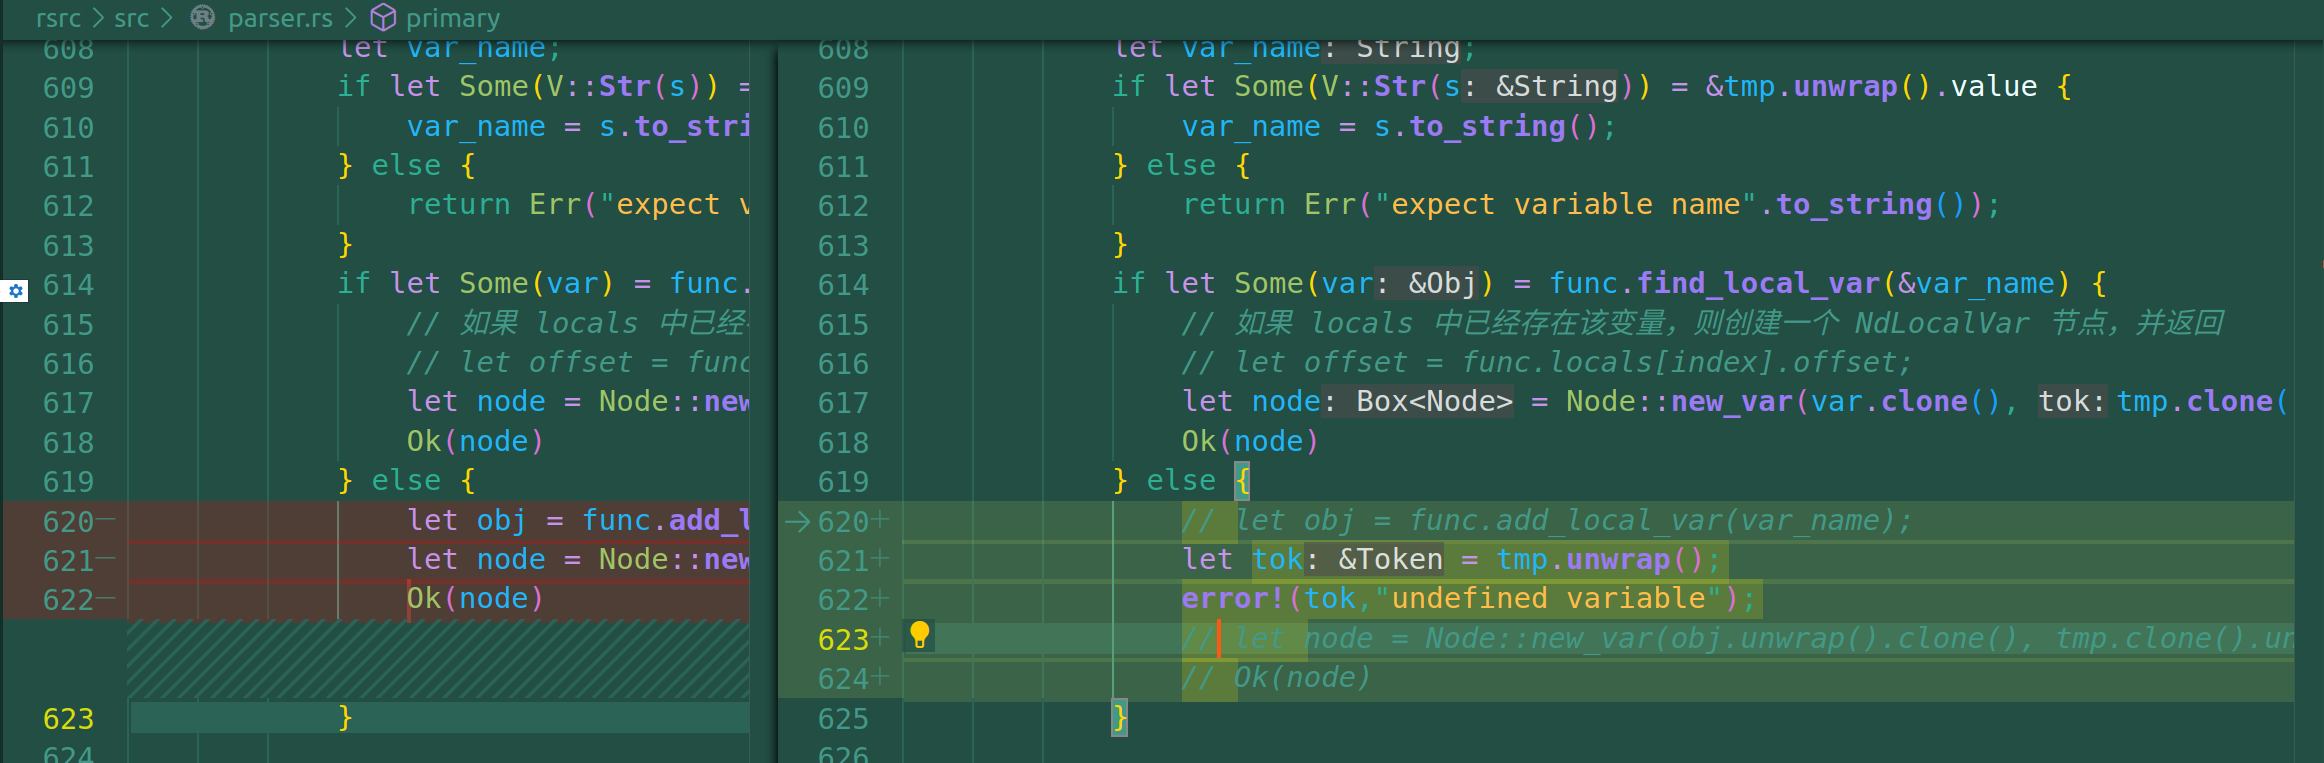 rsrc > src > parser.rs > primary
608 let var_name;
609 if let Some(V::Str(s)) =
610 var_name = s.to_stri
611 } else {
612 return Err("expect v
613 }
614 if let Some(var) = func.
615 // 如果 locals 中已经
616 // let offset = func
617 let node = Node::new
618 Ok(node)
619 } else {
620— let obj = func.add_l
621— let node = Node::new
622— Ok(node)
623 }
624
608 let var_name: String;
609 if let Some(V::Str(s: &String)) = &tmp.unwrap().value {
610 var_name = s.to_string();
611 } else {
612 return Err("expect variable name".to_string());
613 }
614 if let Some(var: &Obj) = func.find_local_var(&var_name) {
615 // 如果 locals 中已经存在该变量，则创建一个 NdLocalVar 节点，并返回
616 // let offset = func.locals[index].offset;
617 let node: Box<Node> = Node::new_var(var.clone(), tok: tmp.clone(
618 Ok(node)
619 } else {
→ 620+ // let obj = func.add_local_var(var_name);
621+ let tok: &Token = tmp.unwrap();
622+ error!(tok,"undefined variable");
623+ // let node = Node::new_var(obj.unwrap().clone(), tmp.clone().un
624+ // Ok(node)
625 }
626